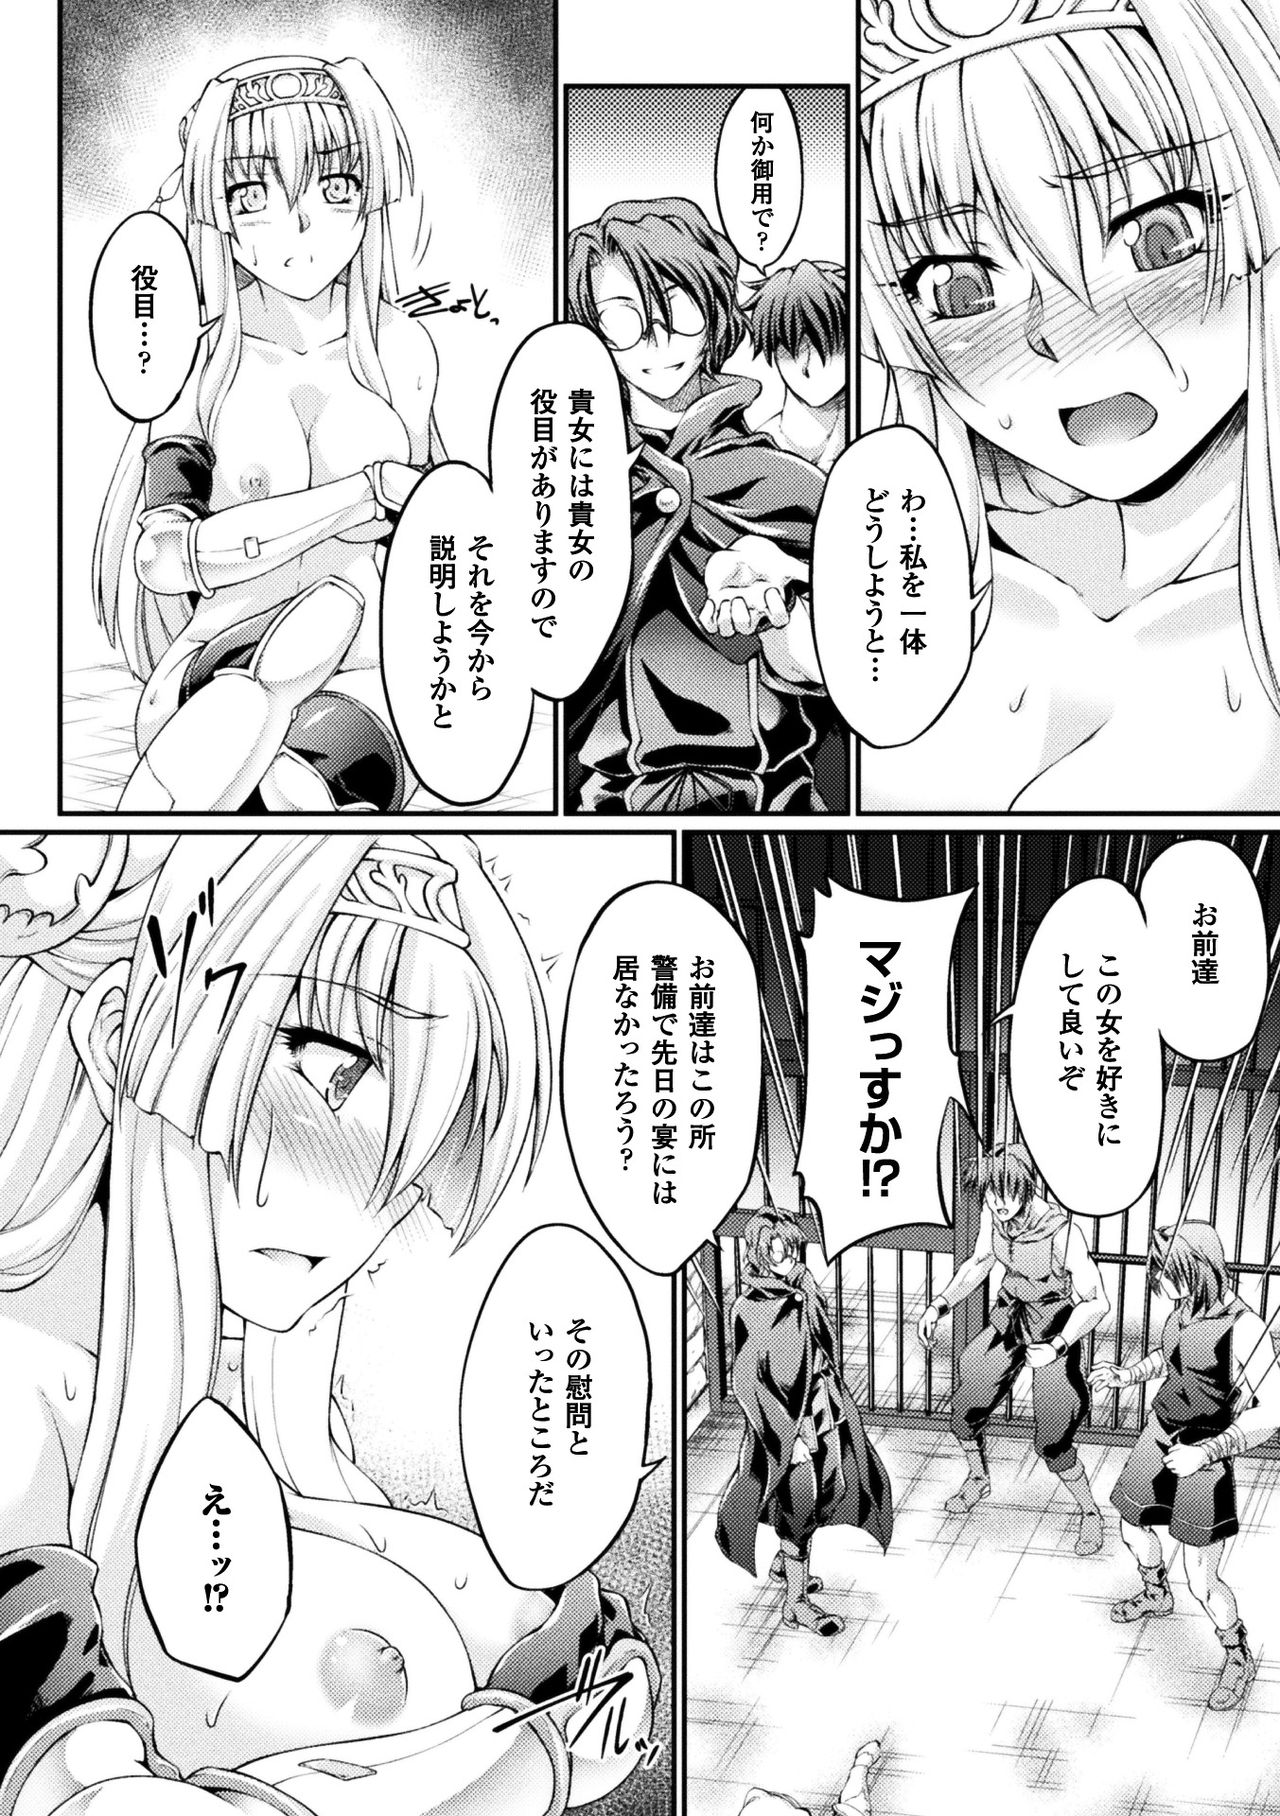 わ…私を一体
どうしようと…
何か御用で?
貴女には貴女の
役目がありますので
それを今から
説明しようかと
役目…?
きょとっ
お前達
この女を好きに
して良いぞ
マジっすか!?
お前達はこの所
警備で先日の宴には
居なかったろう?
その慰問と
いったところだ
ビクッ
え…ッ!?
ブルッ…